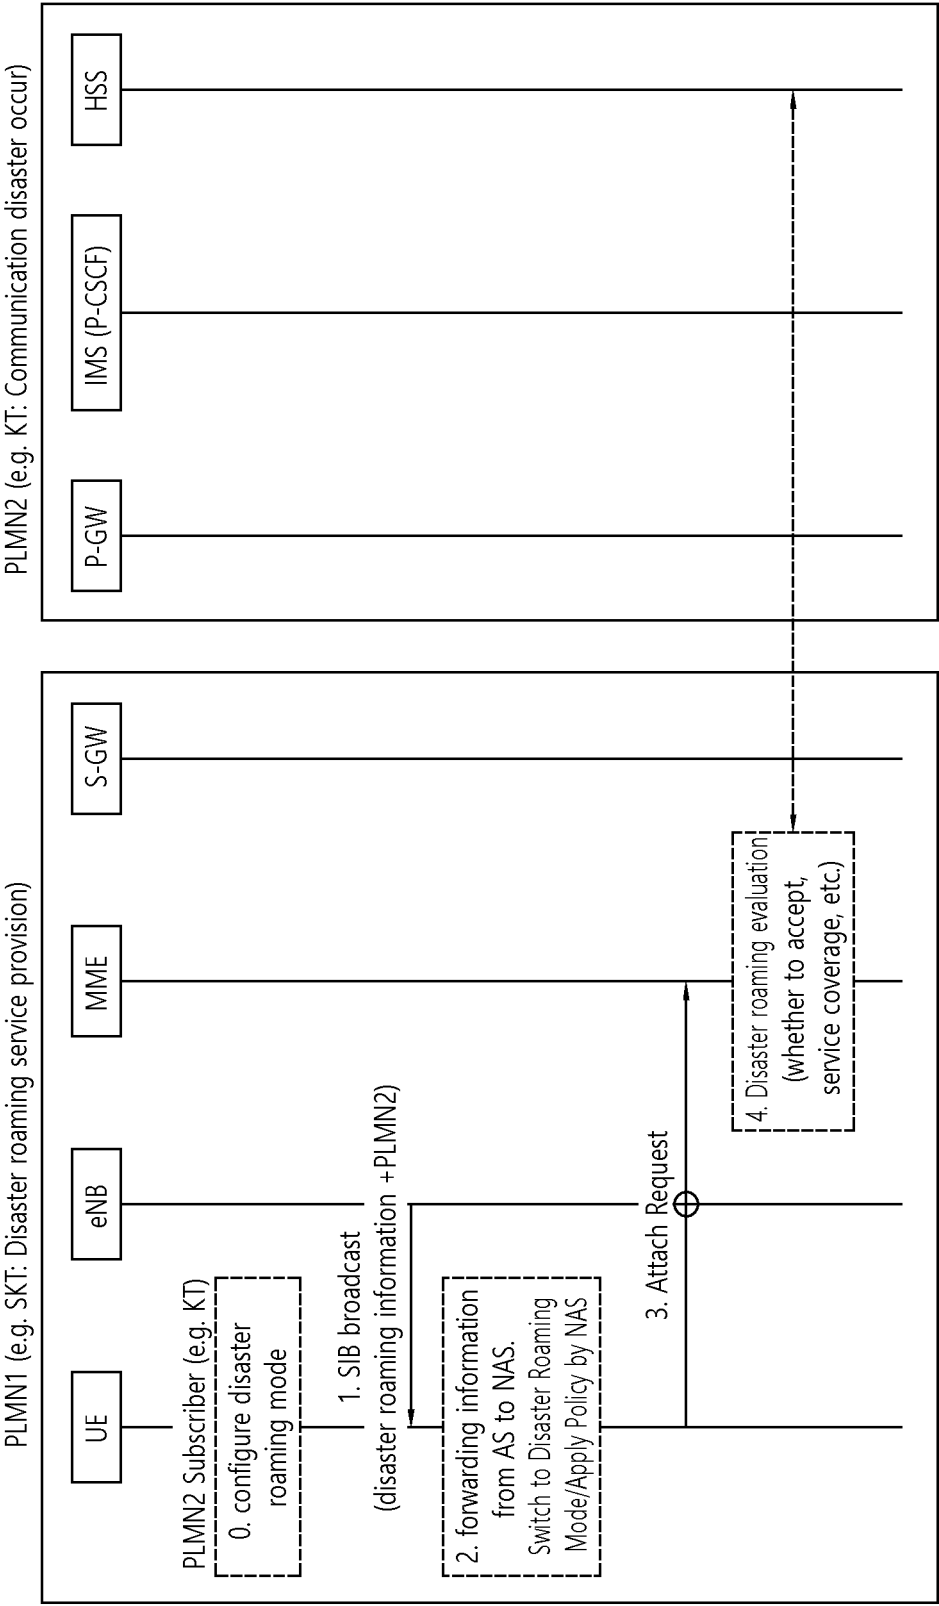 PLMN1 (e.g. SKT: Disaster roaming service provision)
PLMN2 (e.g. KT: Communication disaster occur)
UE
eNB
MME
S-GW
P-GW
IMS (P-CSCF)
HSS
PLMN2 Subscriber (e.g. KT)
0. configure disaster
roaming mode
1. SIB broadcast
(disaster roaming information +PLMN2)
2. forwarding information
from AS to NAS.
Switch to Disaster Roaming
Mode/Apply Policy by NAS
3. Attach Request
4. Disaster roaming evaluation
(whether to accept,
service coverage, etc.)